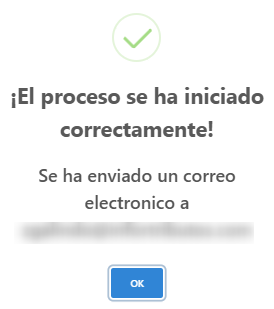 ¡El proceso se ha iniciado
correctamente!
Se ha enviado un correo
electronico a
OK